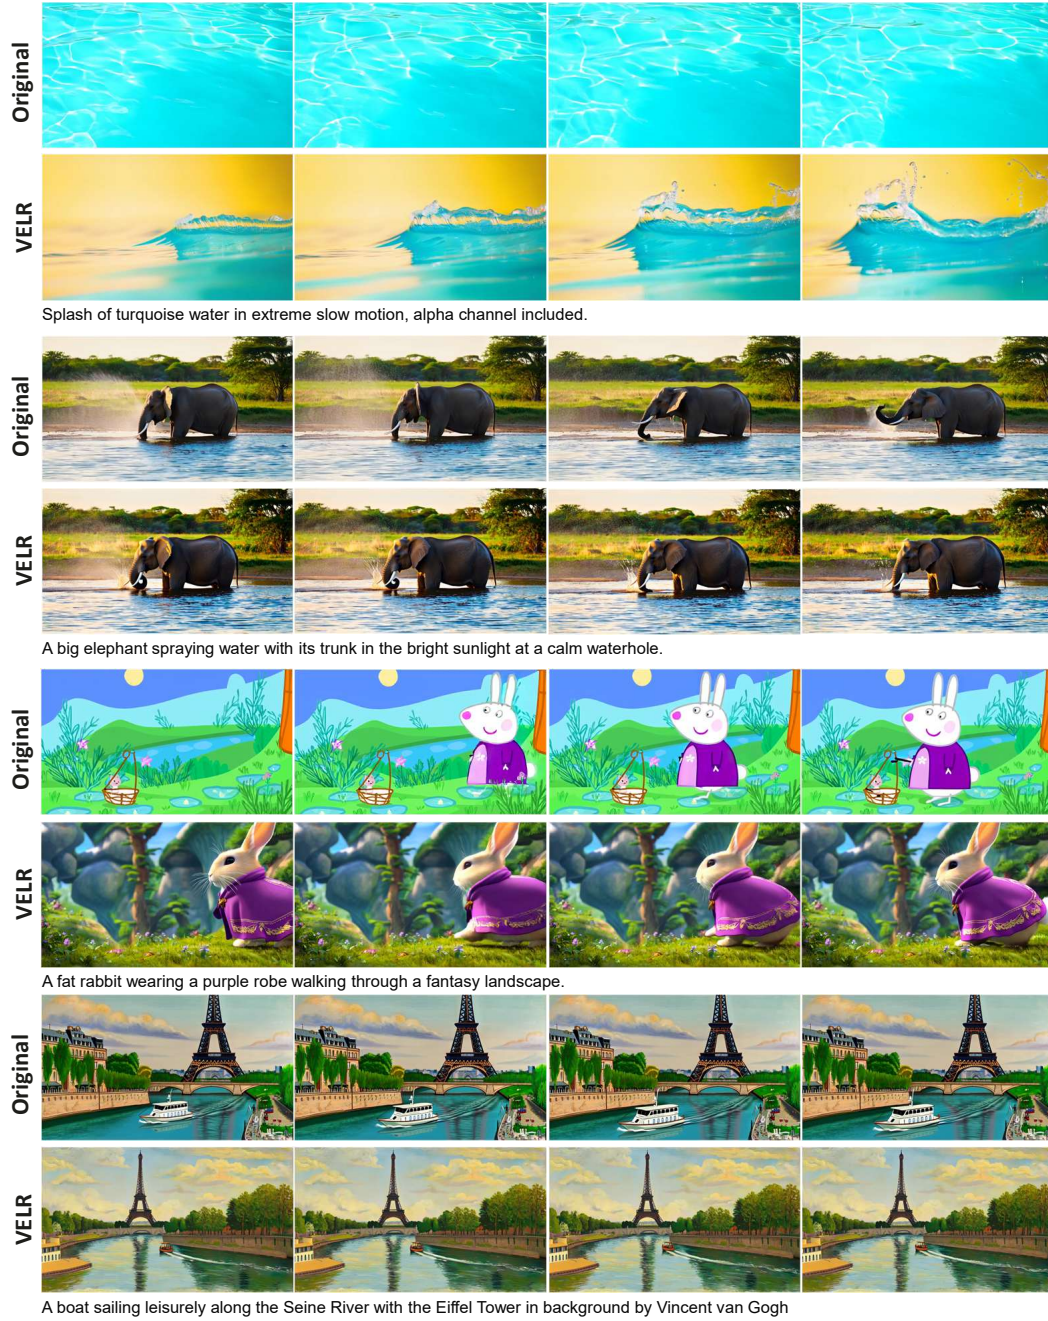 Original
VELR
Splash of turquoise water in extreme slow motion, alpha channel included.
Original
VELR
A big elephant spraying water with its trunk in the bright sunlight at a calm waterhole.
Original
VELR
A fat rabbit wearing a purple robe walking through a fantasy landscape.
Original
VELR
A boat sailing leisurely along the Seine River with the Eiffel Tower in background by Vincent van Gogh